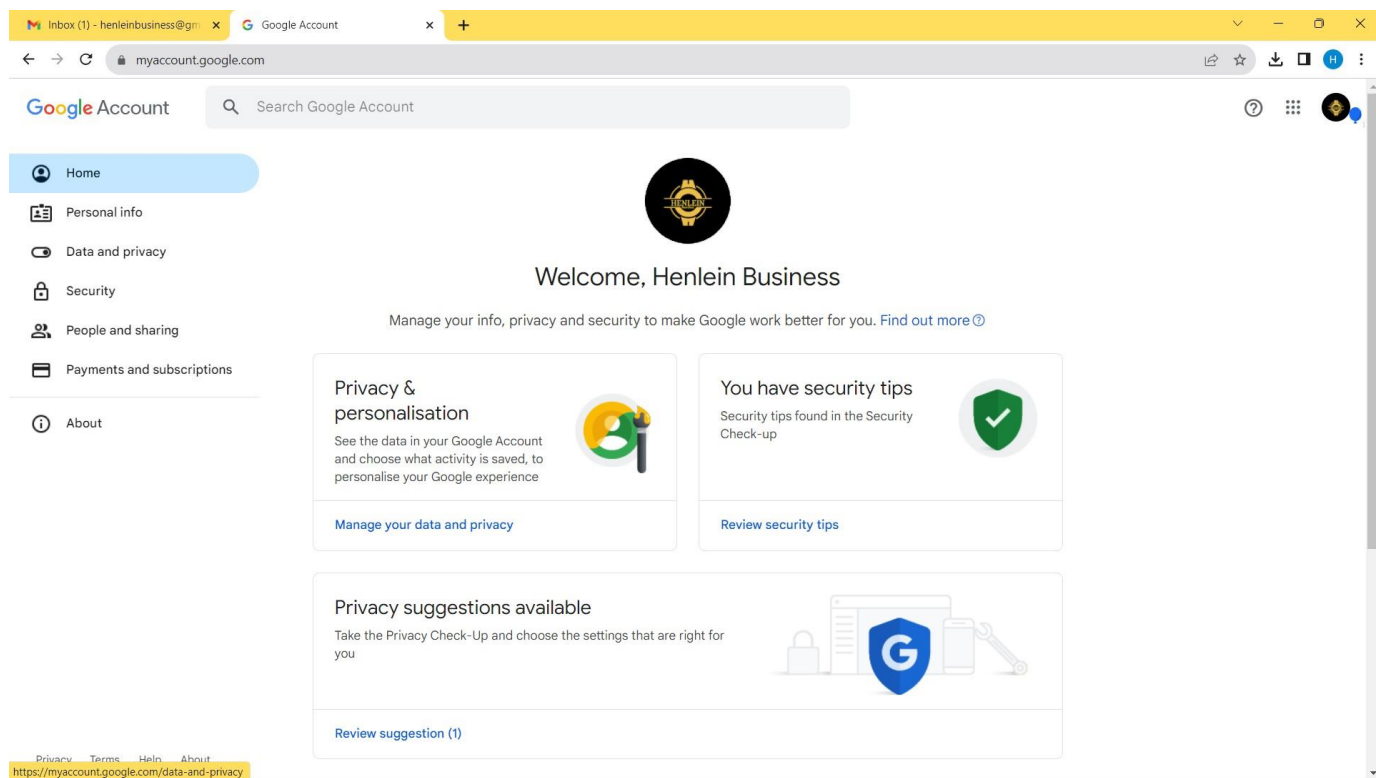 Inbox (1) - henleinbusiness@gm
Google Account
myaccount.google.com
H
Google Account
Search Google Account
Home
Personal info
Data and privacy
Security
People and sharing
Payments and subscriptions
About
HENLEIN
Welcome, Henlein Business
Manage your info, privacy and security to make Google work better for you. Find out more
Privacy &
personalisation
See the data in your Google Account
and choose what activity is saved, to
personalise your Google experience
Manage your data and privacy
You have security tips
Security tips found in the Security
Check-up
Review security tips
Privacy suggestions available
Take the Privacy Check-Up and choose the settings that are right for
you
G
Review suggestion (1)
Privacy Terms Help About
https://myaccount.google.com/data-and-privacy